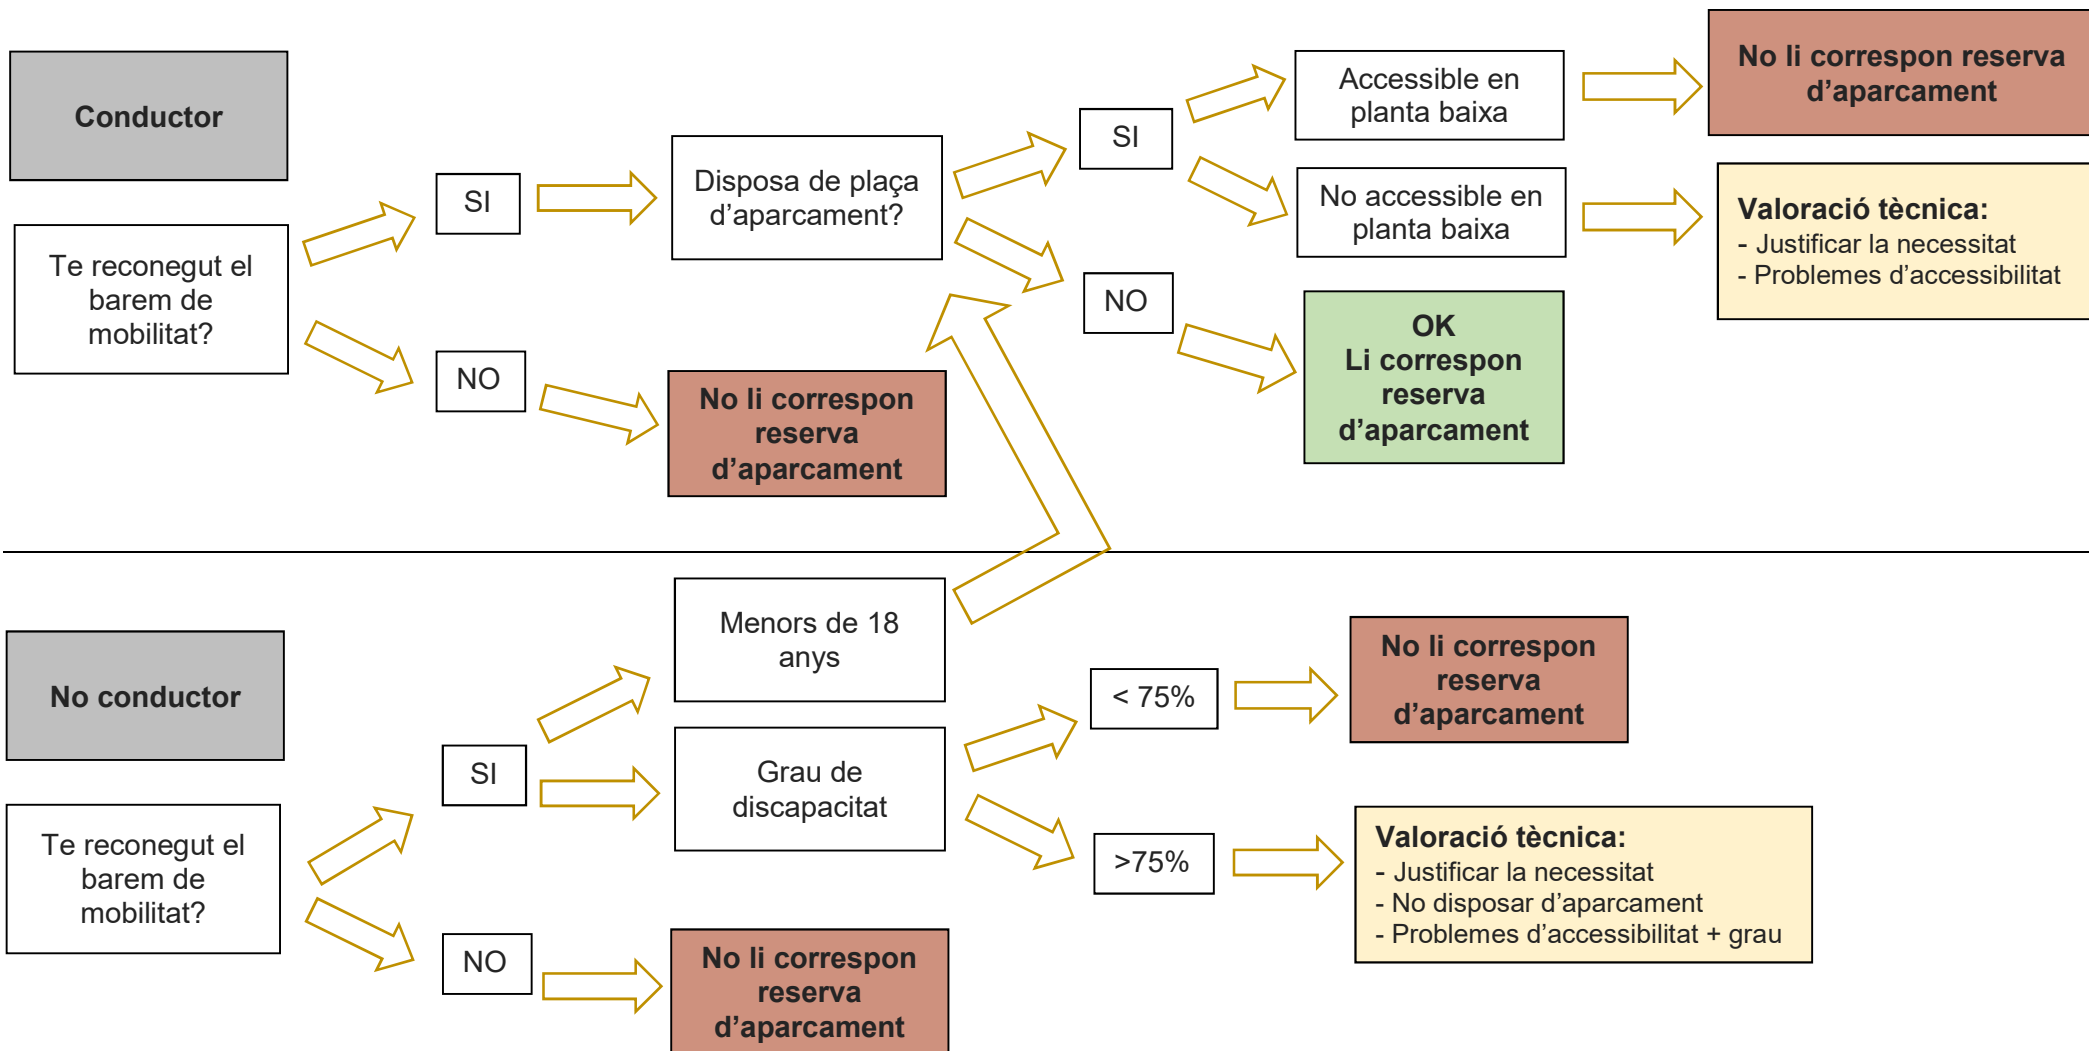 Conductor
Te reconegut el
barem de
mobilitat?
SI
NO
Disposa de plaça
d’aparcament?
No li correspon
reserva
d’aparcament
SI
NO
Accessible en
planta baixa
No accessible en
planta baixa
OK
Li correspon
reserva
d’aparcament
No li correspon reserva
d’aparcament
Valoració tècnica:
- Justificar la necessitat
- Problemes d’accessibilitat
No conductor
Te reconegut el
barem de
mobilitat?
SI
NO
Menors de 18
anys
Grau de
discapacitat
No li correspon
reserva
d’aparcament
< 75%
>75%
No li correspon
reserva
d’aparcament
Valoració tècnica:
- Justificar la necessitat
- No disposar d’aparcament
- Problemes d’accessibilitat + grau